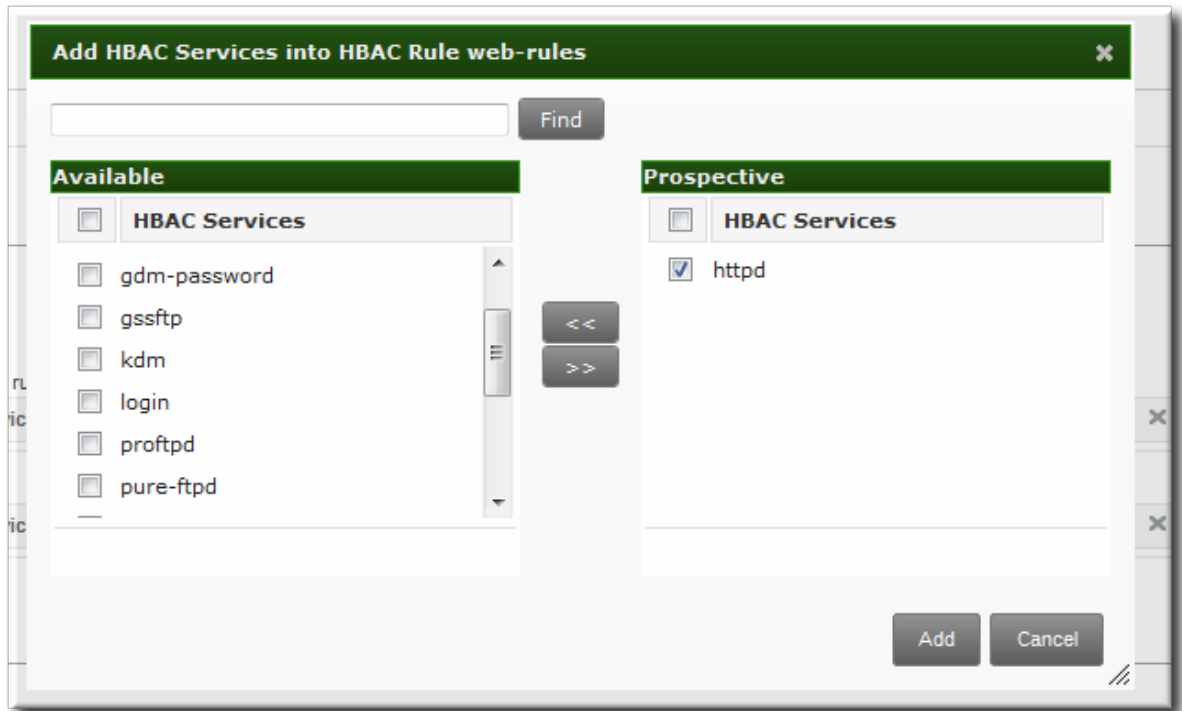 Add HBAC Services into HBAC Rule web-rules
Find
Available
HBAC Services
gdm-password
gssftp
kdm
login
proftpd
pure-ftpd
<<
>>
Prospective
HBAC Services
httpd
Add
Cancel